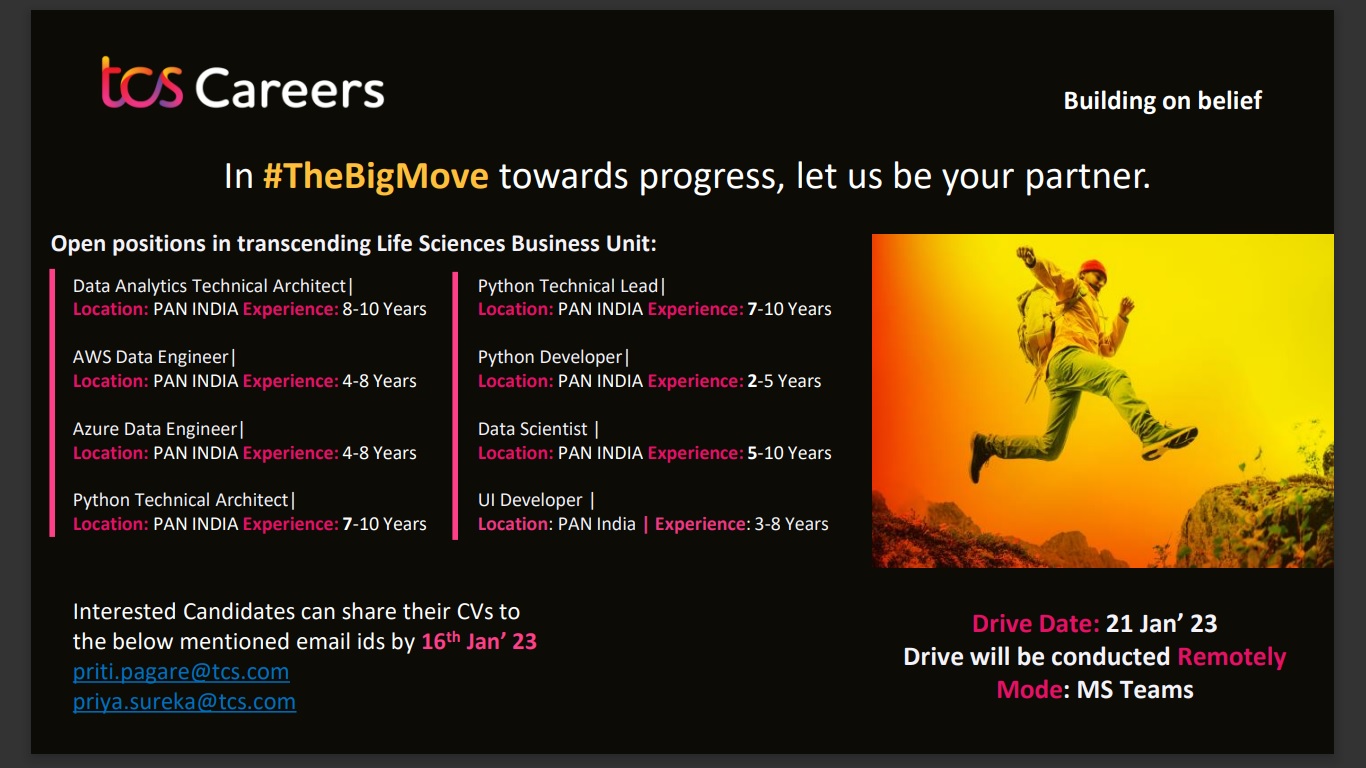 tcs Careers
Building on belief
In #TheBigMove towards progress, let us be your partner.
Open positions in transcending Life Sciences Business Unit:
Data Analytics Technical Architect|
Location: PAN INDIA Experience: 8-10 Years
AWS Data Engineer|
Location: PAN INDIA Experience: 4-8 Years
Azure Data Engineer|
Location: PAN INDIA Experience: 4-8 Years
Python Technical Architect|
Location: PAN INDIA Experience: 7-10 Years
Python Technical Lead|
Location: PAN INDIA Experience: 7-10 Years
Python Developer|
Location: PAN INDIA Experience: 2-5 Years
Data Scientist |
Location: PAN INDIA Experience: 5-10 Years
UI Developer |
Location: PAN India | Experience: 3-8 Years
Interested Candidates can share their CVs to
the below mentioned email ids by 16th Jan’ 23
priti.pagare@tcs.com
priya.sureka@tcs.com
Drive Date: 21 Jan’ 23
Drive will be conducted Remotely
Mode: MS Teams